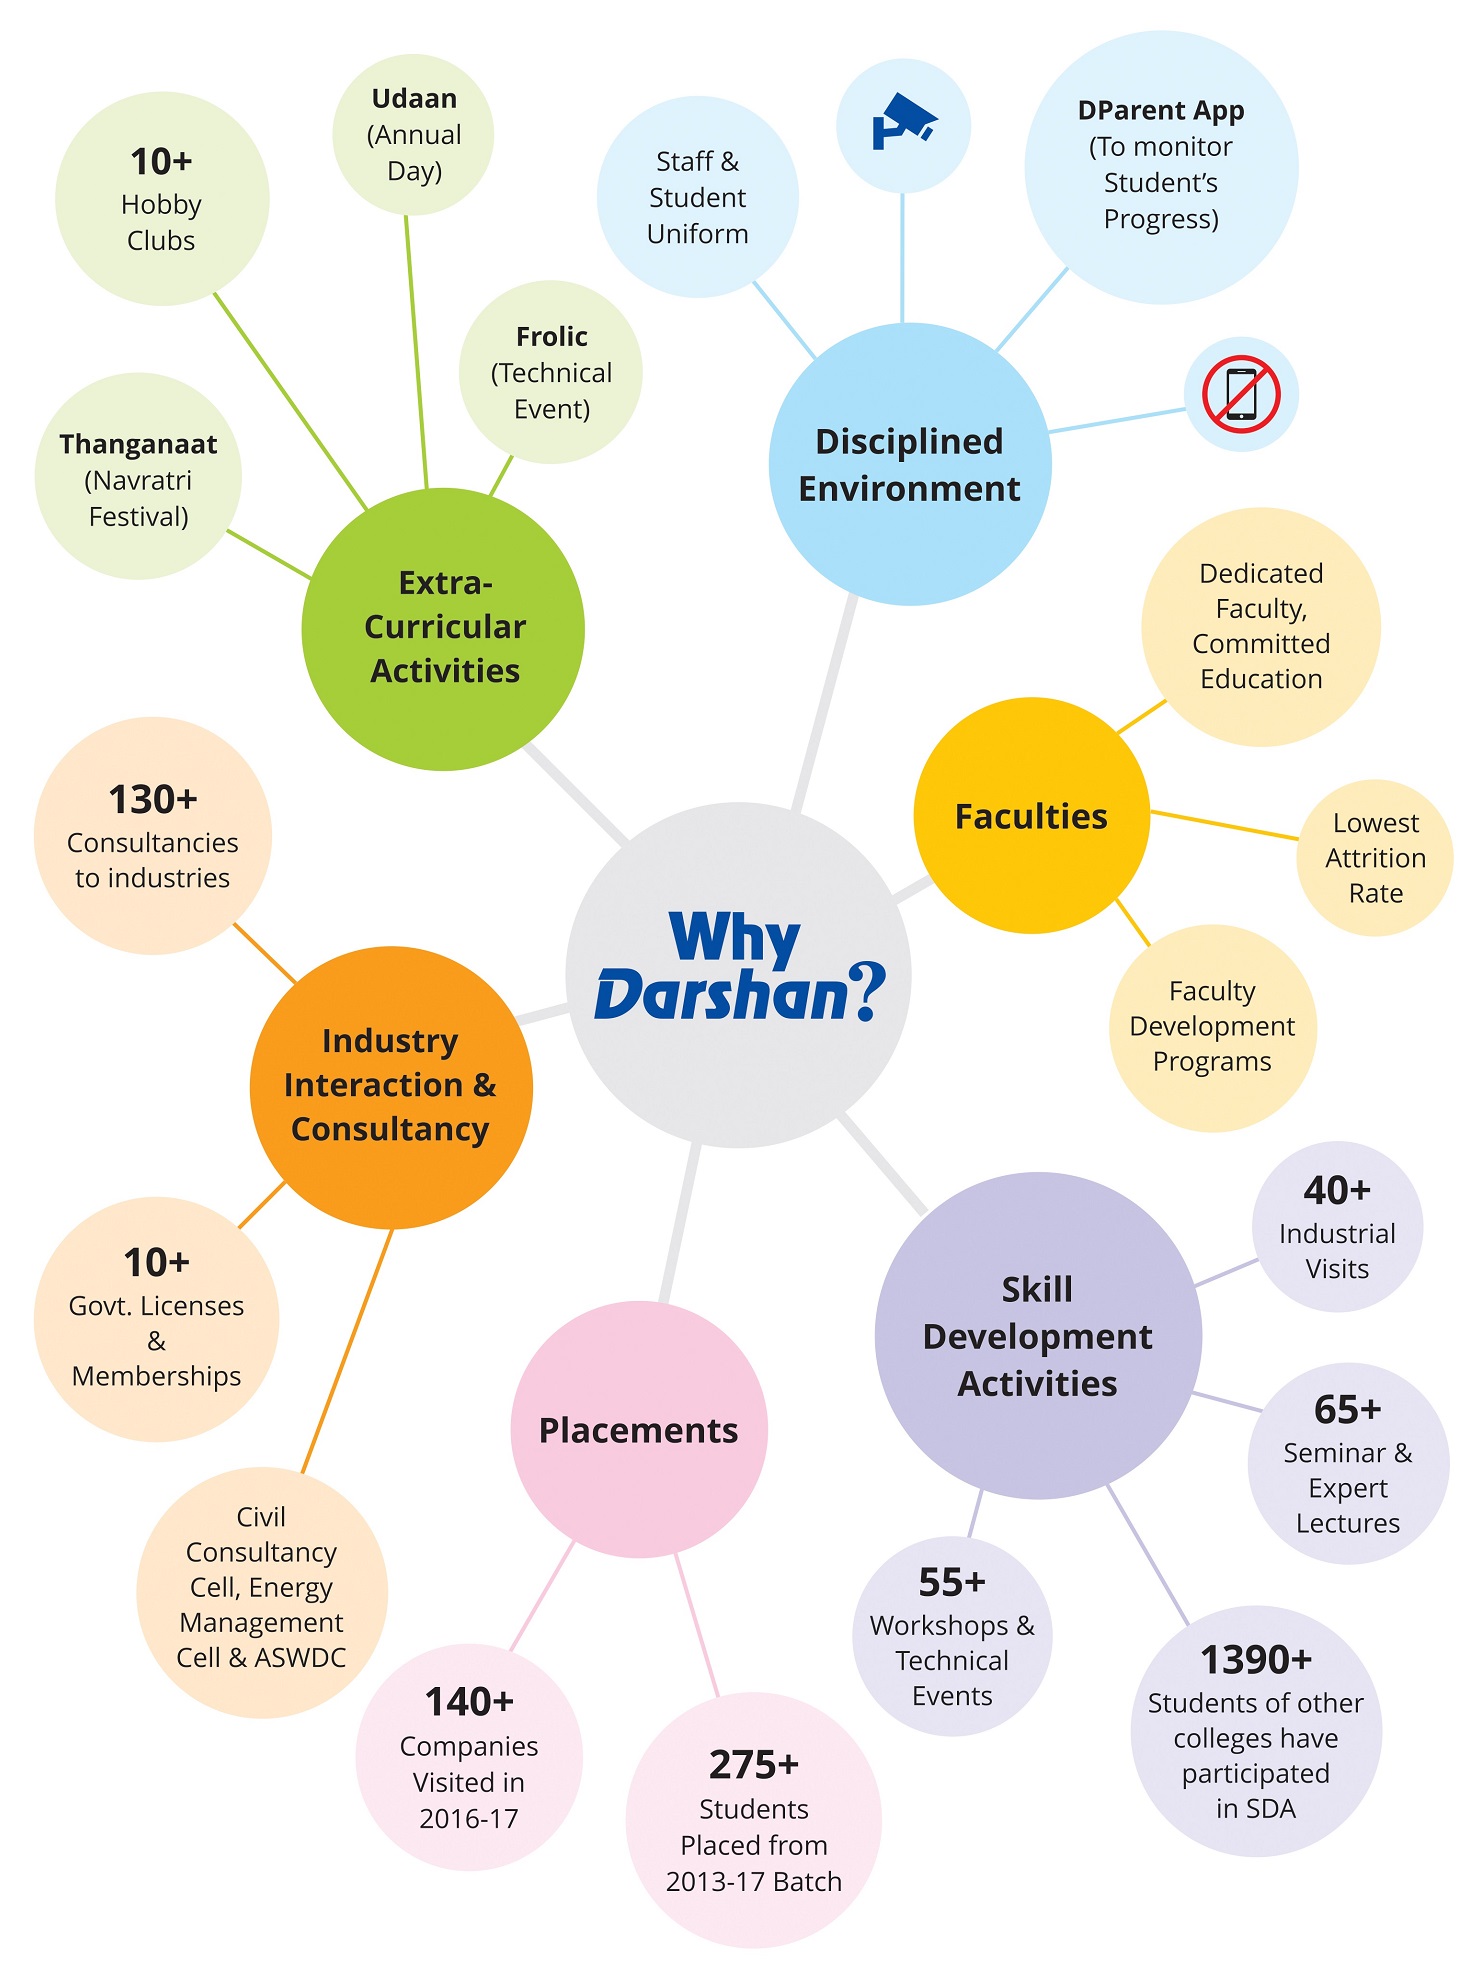 Why
Darshan?
Extra-
Curricular
Activities
10+
Hobby
Clubs
Udaan
(Annual
Day)
Frolic
(Technical
Event)
Thanganaat
(Navratri
Festival)
Disciplined
Environment
Staff &
Student
Uniform
DParent App
(To monitor
Student’s
Progress)
Faculties
Dedicated
Faculty,
Committed
Education
Lowest
Attrition
Rate
Faculty
Development
Programs
Skill
Development
Activities
40+
Industrial
Visits
65+
Seminar &
Expert
Lectures
1390+
Students of other
colleges have
participated
in SDA
55+
Workshops &
Technical
Events
Placements
140+
Companies
Visited in
2016-17
275+
Students
Placed from
2013-17 Batch
Industry
Interaction &
Consultancy
130+
Consultancies
to industries
10+
Govt. Licenses
&
Memberships
Civil
Consultancy
Cell, Energy
Management
Cell & ASWDC